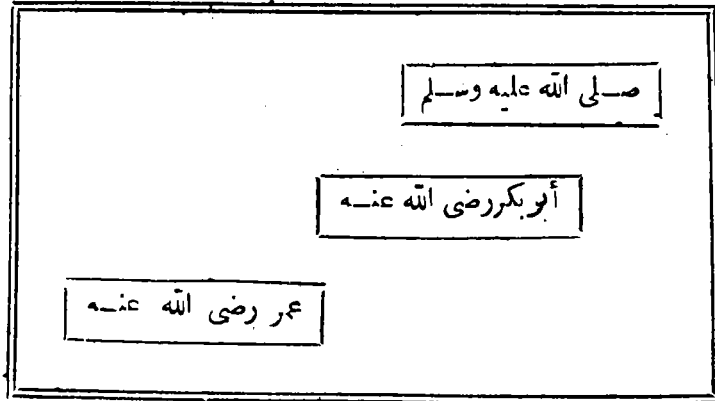 صلى الله عليه وسلم
أبو بكر رضى الله عنه
عمر رضى الله عنه